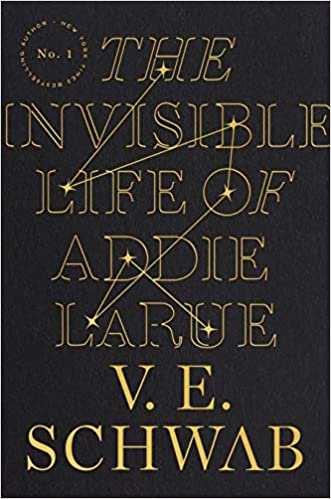 No. 1
NEW YORK TIMES BESTSELLING AUTHOR
THE
INVISIBLE
LIFE OF
ADDIE
LARUE
V. E.
SCHWAB